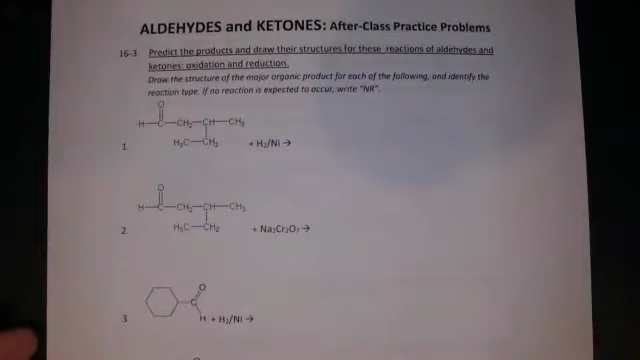 ALDEHYDES and KETONES: After-Class Practice Problems
16-3. Predict the products and draw their structures for these reactions of aldehydes and
ketones: oxidation and reduction.
Draw the structure of the major organic product for each of the following, and identify the
reaction type. If no reaction is expected to occur, write "NR".
O
H—C—CH₂—CH—CH₃
1. H₃C—CH₂ + H₂/Ni →
O
H—C—CH₂—CH—CH₃
2. H₃C—CH₂ + Na₂Cr₂O₇ →
O
C
3 H + H₂/Ni →